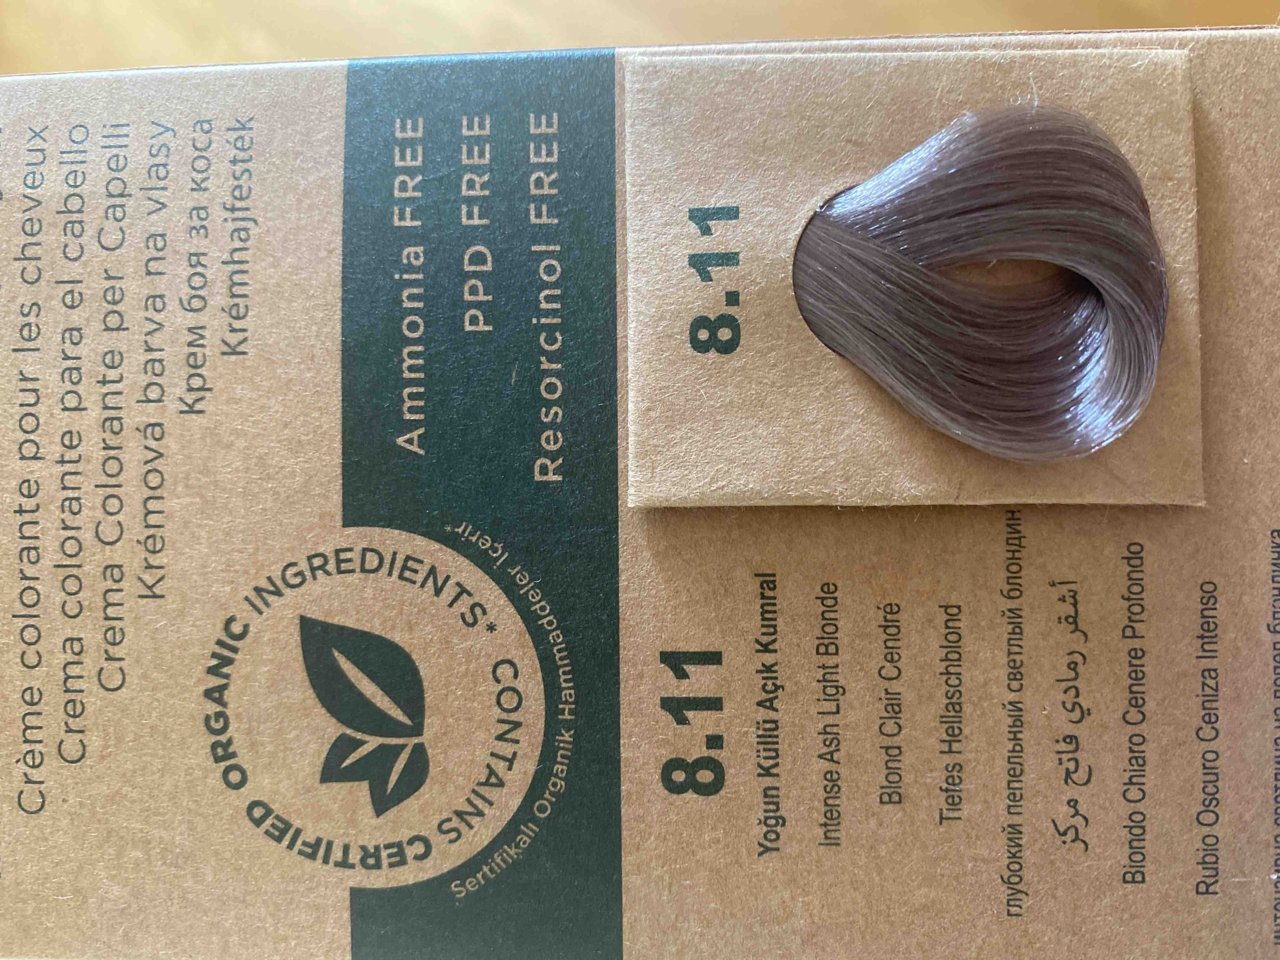 Crème colorante pour les cheveux
Crema colorante para el cabello
Crema Colorante per Capelli
Krémová barva na vlasy
Крем боя за коса
Krémhajfesték
Ammonia FREE
PPD FREE
Resorcinol FREE
CONTAINS CERTIFIED ORGANIC INGREDIENTS*
Sertifikalı Organik Hammaddeler İçerir*
8.11
8.11
Yoğun Küllü Açık Kumral
Intense Ash Light Blonde
Blond Clair Cendré
Tiefes Hellaschblond
глубокий пепельный светлый блондин
أشقر رمادي فاتح مركز
Biondo Chiaro Cenere Profondo
Rubio Oscuro Ceniza Intenso